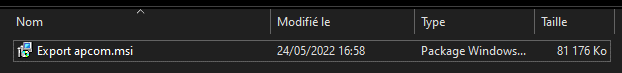 Nom Modifié le Type Taille
Export apcom.msi 24/05/2022 16:58 Package Windows... 81 176 Ko